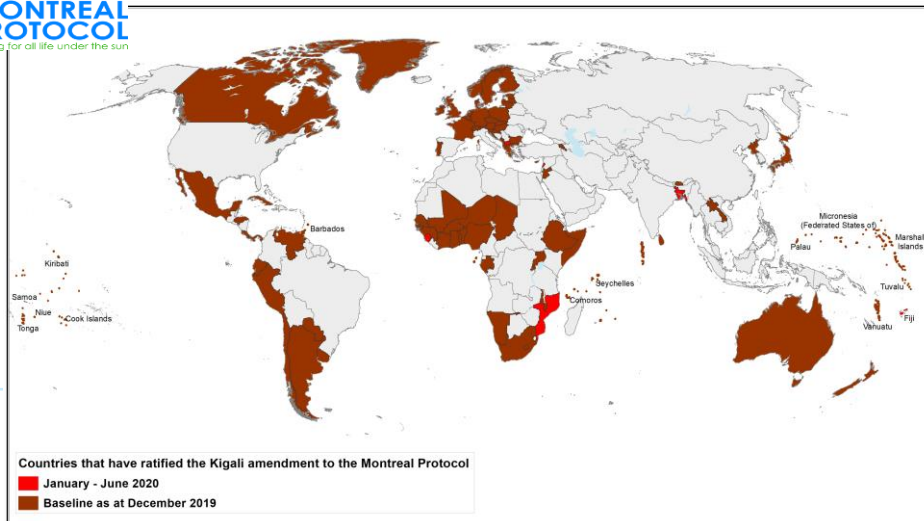 ONTREAL
ROTOCOL
g for all life under the sun
Barbados
Micronesia
(Federated States of)
Marshall
Islands
Palau
Kiribati
Seychelles
Tuvalu
Samoa
Comoros
Niue
Cook Islands
Fiji
Tonga
Vanuatu
Countries that have ratified the Kigali amendment to the Montreal Protocol
January - June 2020
Baseline as at December 2019